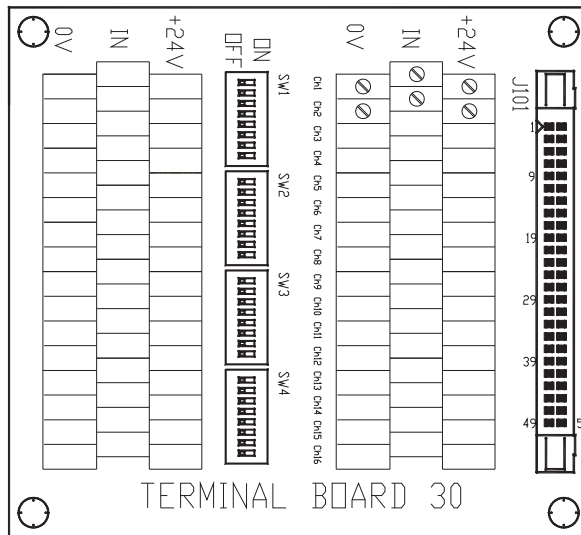 0V IN +24V
ON
OFF
0V IN +24V
J101
SW1
SW2
SW3
SW4
Ch1
Ch2
Ch3
Ch4
Ch5
Ch6
Ch7
Ch8
Ch9
Ch10
Ch11
Ch12
Ch13
Ch14
Ch15
Ch16
1
9
19
29
39
49
TERMINAL BOARD 30